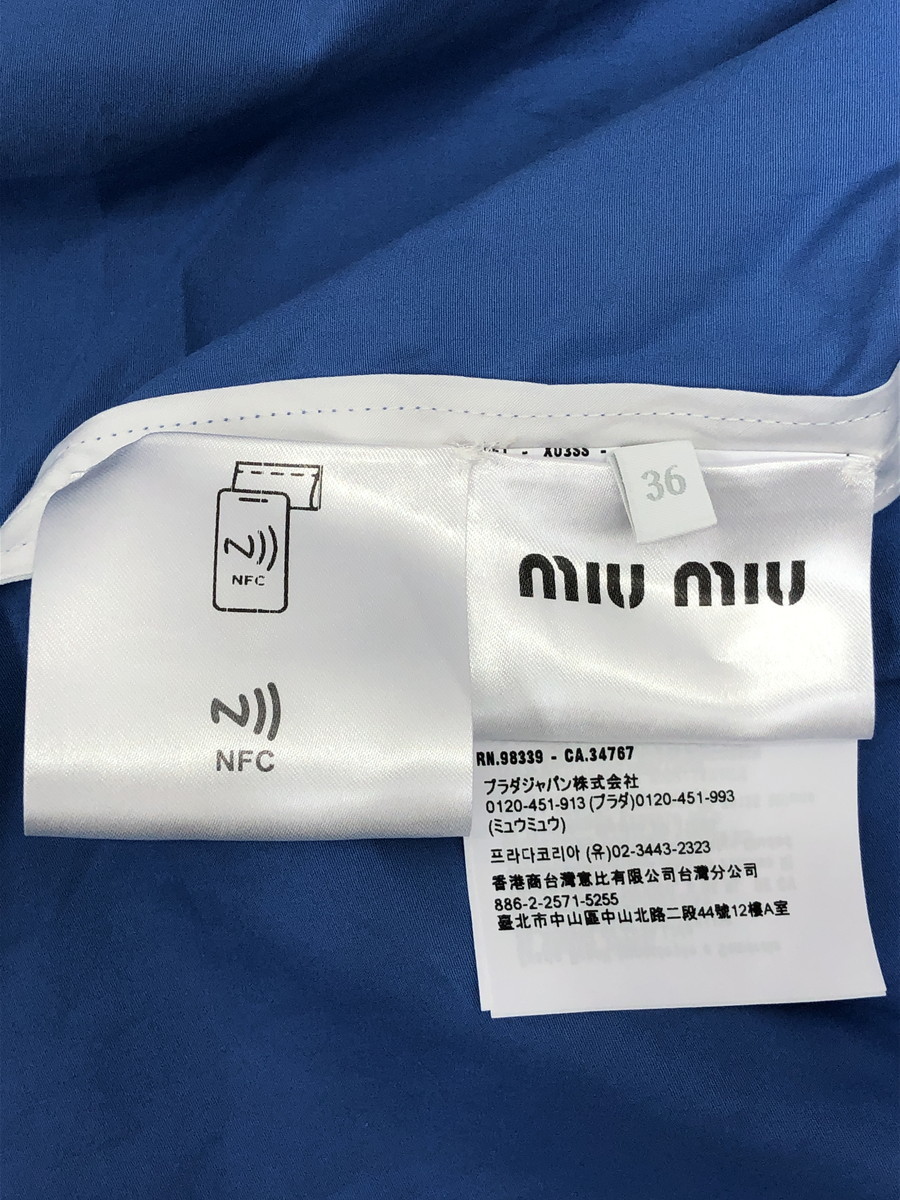 NFC
NFC
36
miu miu
RN.98339 - CA.34767
プラダジャパン株式会社
0120-451-913 (プラダ)0120-451-993
(ミュウミュウ)
프라다코리아 (유)02-3443-2323
香港商台灣意比有限公司台灣分公司
886-2-2571-5255
臺北市中山區中山北路二段44號12樓A室